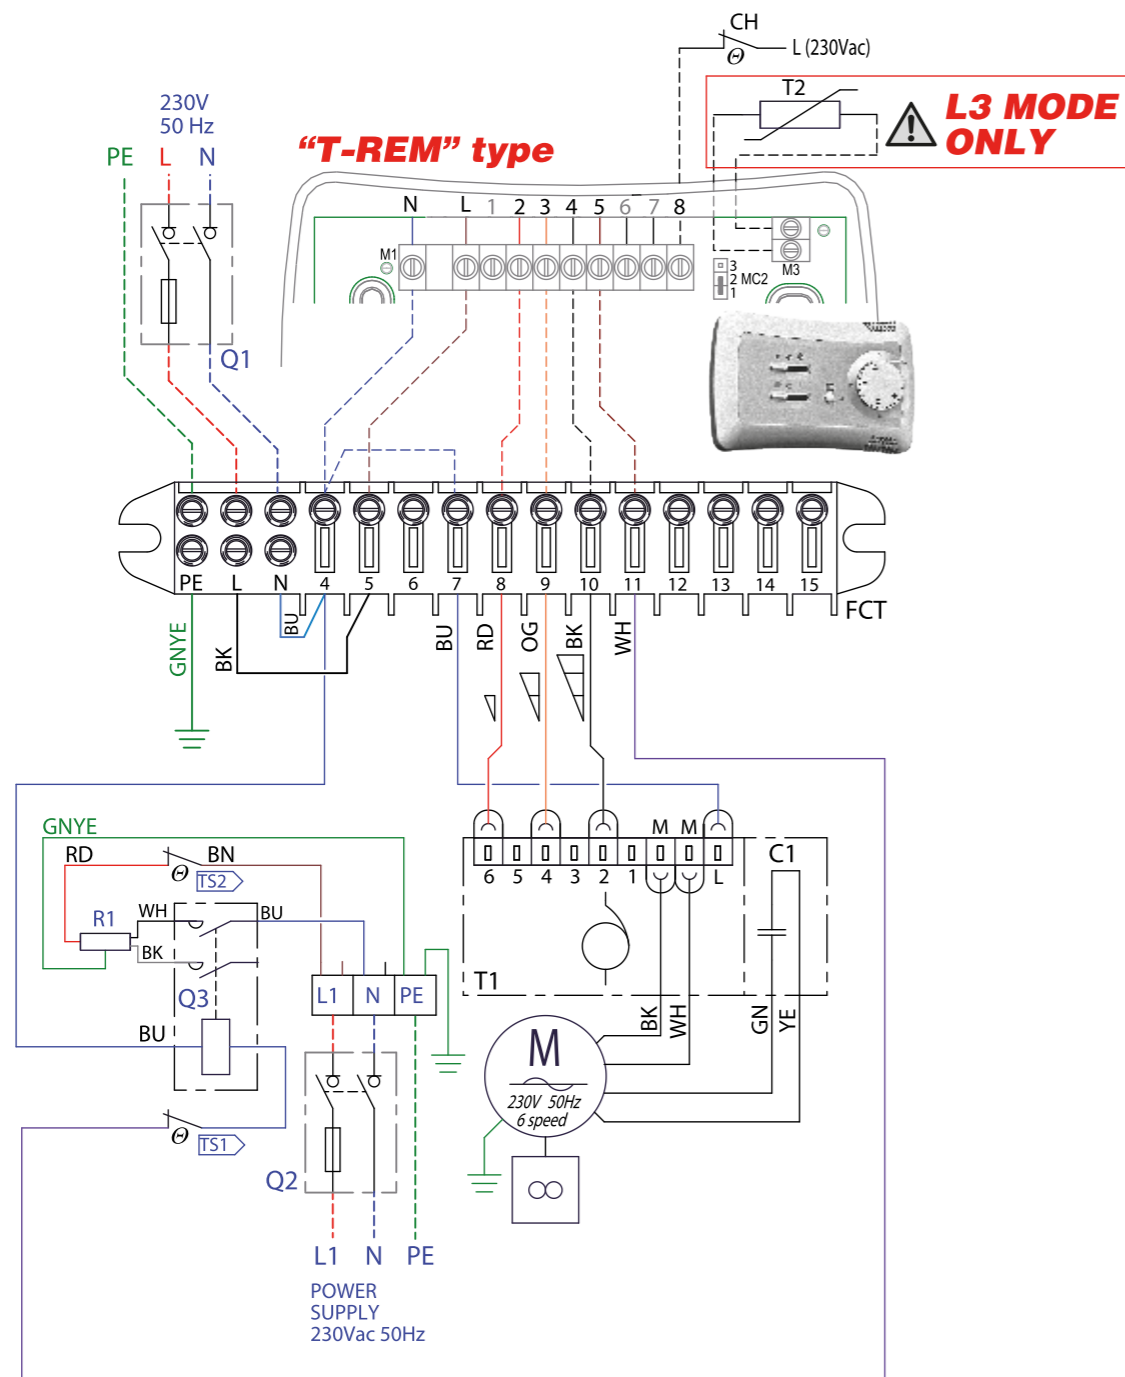 CH
L (230Vac)
T2
L3 MODE
ONLY
230V
50 Hz
PE L N
“T-REM” type
N L 1 2 3 4 5 6 7 8
M1
M3
3
2 MC2
1
Q1
PE L N 4 5 6 7 8 9 10 11 12 13 14 15
FCT
GNYE
BK
BU
BU
RD
OG
BK
WH
GNYE
RD
BN
Θ
TS2
R1
WH
BU
BK
Q3
BU
Θ
TS1
L1 N PE
Q2
L1 N PE
POWER
SUPPLY
230Vac 50Hz
M M
6 5 4 3 2 1 L
C1
T1
BK
WH
GN
YE
M
230V 50Hz
6 speed